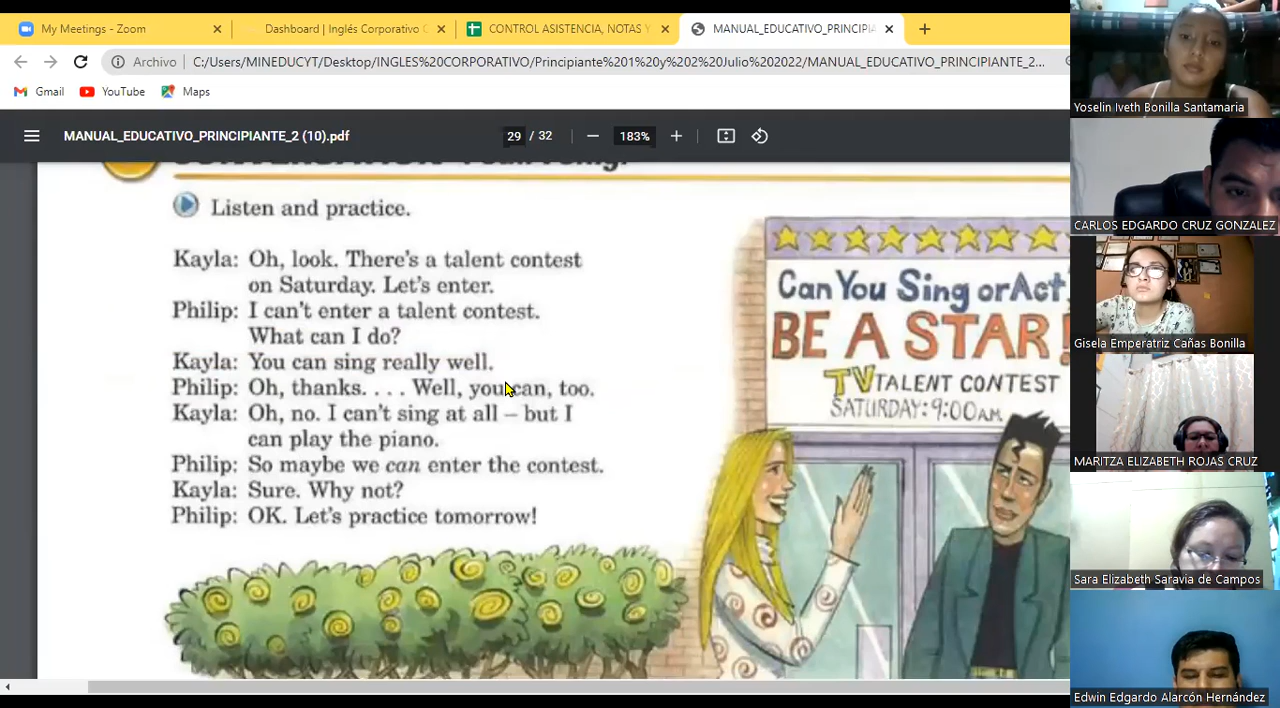 My Meetings - Zoom
Dashboard | Inglés Corporativo
CONTROL ASISTENCIA, NOTAS Y
MANUAL_EDUCATIVO_PRINCIPIA
Archivo
C:/Users/MINEDUCYT/Desktop/INGLES%20CORPORATIVO/Principiante%201%20y%202%20Julio%202022/MANUAL_EDUCATIVO_PRINCIPIANTE_2...
Gmail
YouTube
Maps
MANUAL_EDUCATIVO_PRINCIPIANTE_2 (10).pdf
29 / 32
183%
Listen and practice.
Kayla: Oh, look. There's a talent contest
on Saturday. Let's enter.
Philip: I can't enter a talent contest.
What can I do?
Kayla: You can sing really well.
Philip: Oh, thanks. . . . Well, you can, too.
Kayla: Oh, no. I can't sing at all – but I
can play the piano.
Philip: So maybe we can enter the contest.
Kayla: Sure. Why not?
Philip: OK. Let's practice tomorrow!
Can You Sing or Act
BE A STAR!
TV TALENT CONTEST
SATURDAY: 9:00 A.M.
Yoselin Iveth Bonilla Santamaria
CARLOS EDGARDO CRUZ GONZALEZ
Gisela Emperatriz Cañas Bonilla
MARITZA ELIZABETH ROJAS CRUZ
Sara Elizabeth Saravia de Campos
Edwin Edgardo Alarcón Hernández